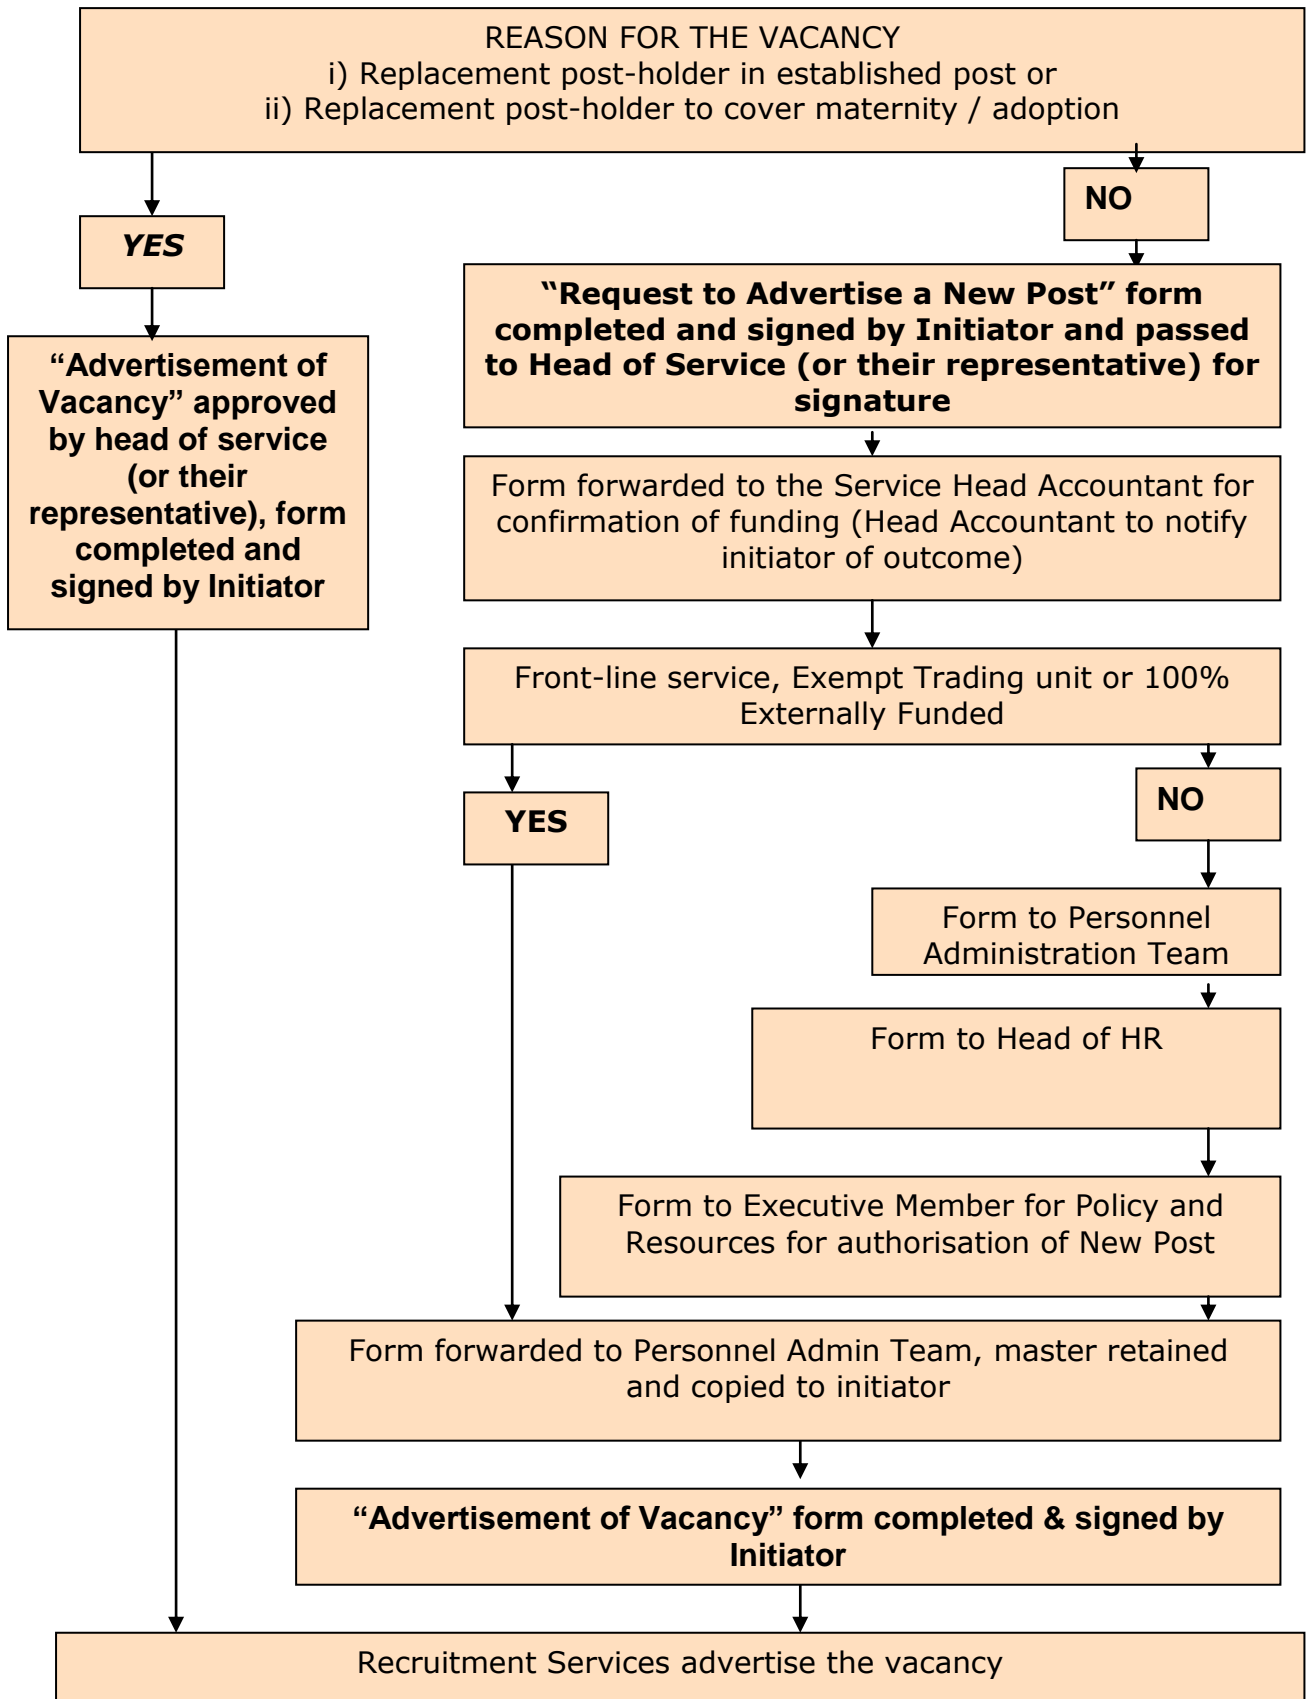 REASON FOR THE VACANCY
i) Replacement post-holder in established post or
ii) Replacement post-holder to cover maternity / adoption
NO
YES
“Request to Advertise a New Post” form
completed and signed by Initiator and passed
to Head of Service (or their representative) for
signature
“Advertisement of
Vacancy” approved
by head of service
(or their
representative), form
completed and
signed by Initiator
Form forwarded to the Service Head Accountant for
confirmation of funding (Head Accountant to notify
initiator of outcome)
Front-line service, Exempt Trading unit or 100%
Externally Funded
YES
NO
Form to Personnel
Administration Team
Form to Head of HR
Form to Executive Member for Policy and
Resources for authorisation of New Post
Form forwarded to Personnel Admin Team, master retained
and copied to initiator
“Advertisement of Vacancy” form completed & signed by
Initiator
Recruitment Services advertise the vacancy